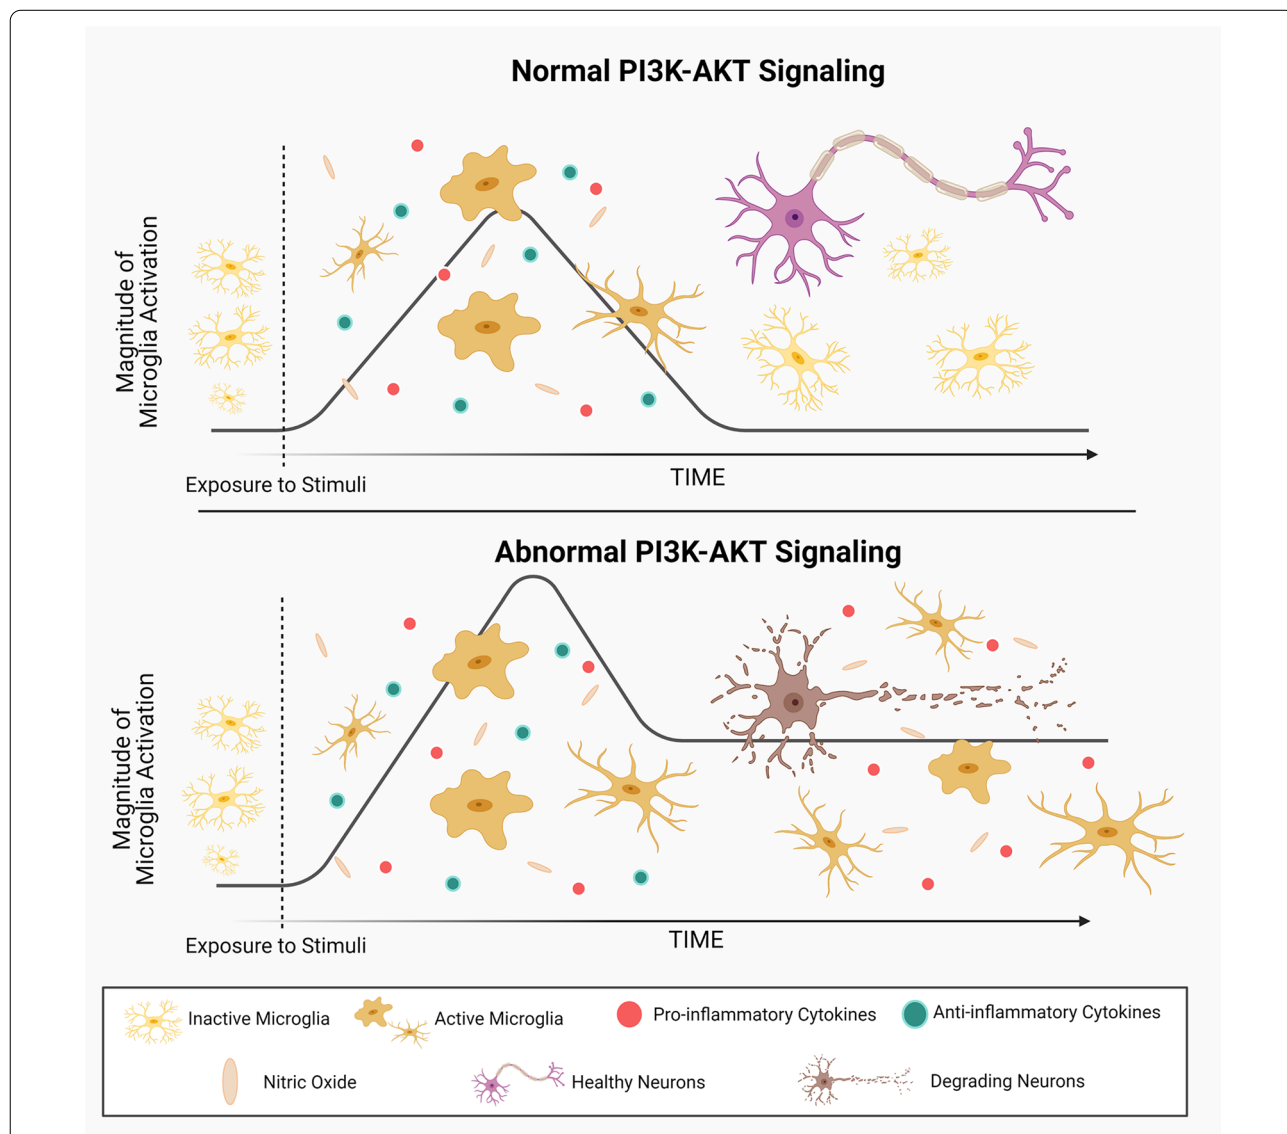 Normal PI3K-AKT Signaling
Magnitude of
Microglia Activation
Exposure to Stimuli
TIME
Abnormal PI3K-AKT Signaling
Magnitude of
Microglia Activation
Exposure to Stimuli
TIME
Inactive Microglia
Active Microglia
Pro-inflammatory Cytokines
Anti-inflammatory Cytokines
Nitric Oxide
Healthy Neurons
Degrading Neurons